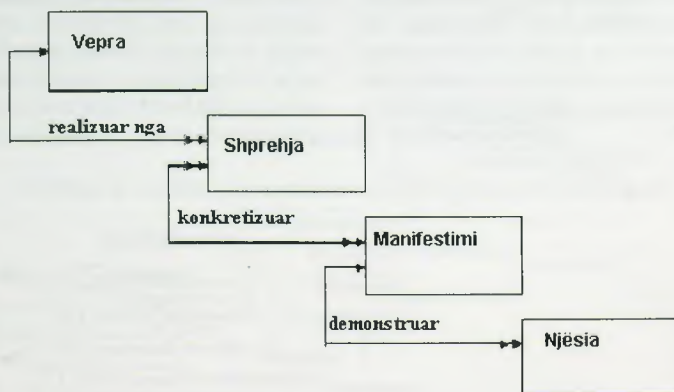 Vepra
realizuar nga
Shprehja
konkretizuar
Manifestimi
demonstruar
Njësia